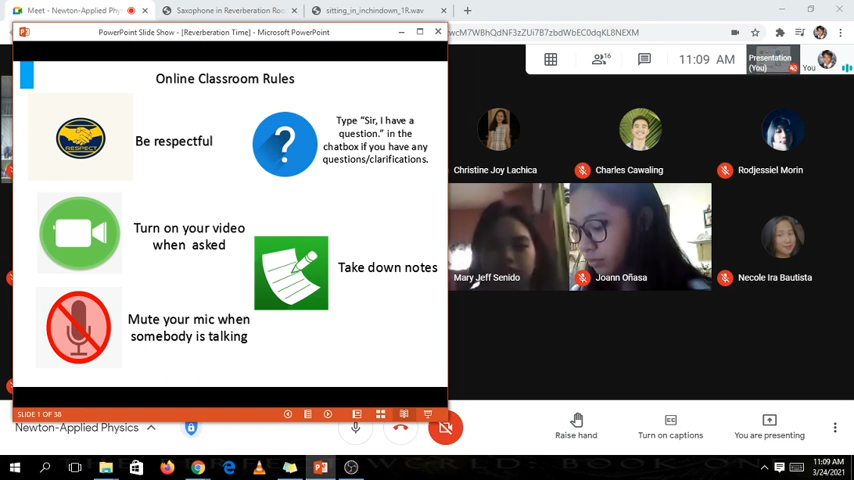 Meet - Newton-Applied Physics
Saxophone in Reverberation Roo
sitting_in_inchindown_1R.wav
PowerPoint Slide Show - [Reverberation Time] - Microsoft PowerPoint
wcM7WBhQdNF3zZUi7B7zbdWbEC0dqKL8NEXM
16
11:09 AM
Presentation
(You)
You
Online Classroom Rules
RESPECT
Be respectful
?
Type “Sir, I have a
question.” in the
chatbox if you have any
questions/clarifications.
Turn on your video
when asked
Take down notes
Mute your mic when
somebody is talking
Christine Joy Lachica
Charles Cawaling
Rodjessiel Morin
Mary Jeff Senido
Joann Oñasa
Necole Ira Bautista
SLIDE 1 OF 38
Newton-Applied Physics
Raise hand
Turn on captions
You are presenting
11:09 AM
3/24/2021